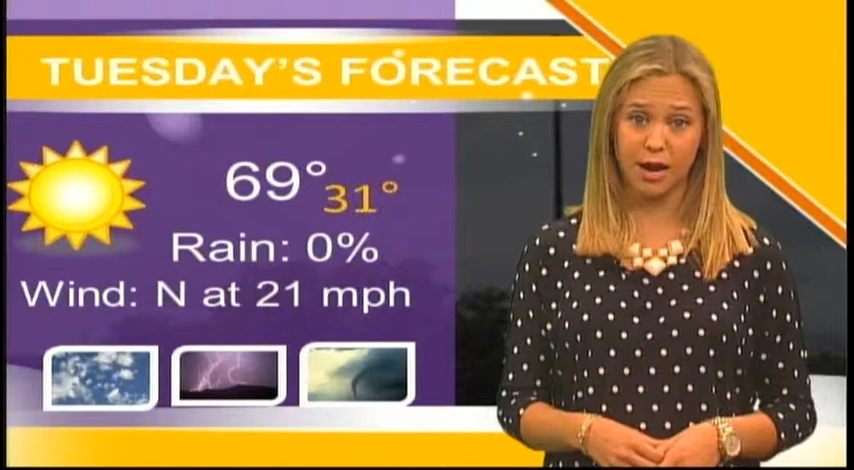 TUESDAY'S FORECAST
69° 31°
Rain: 0%
Wind: N at 21 mph